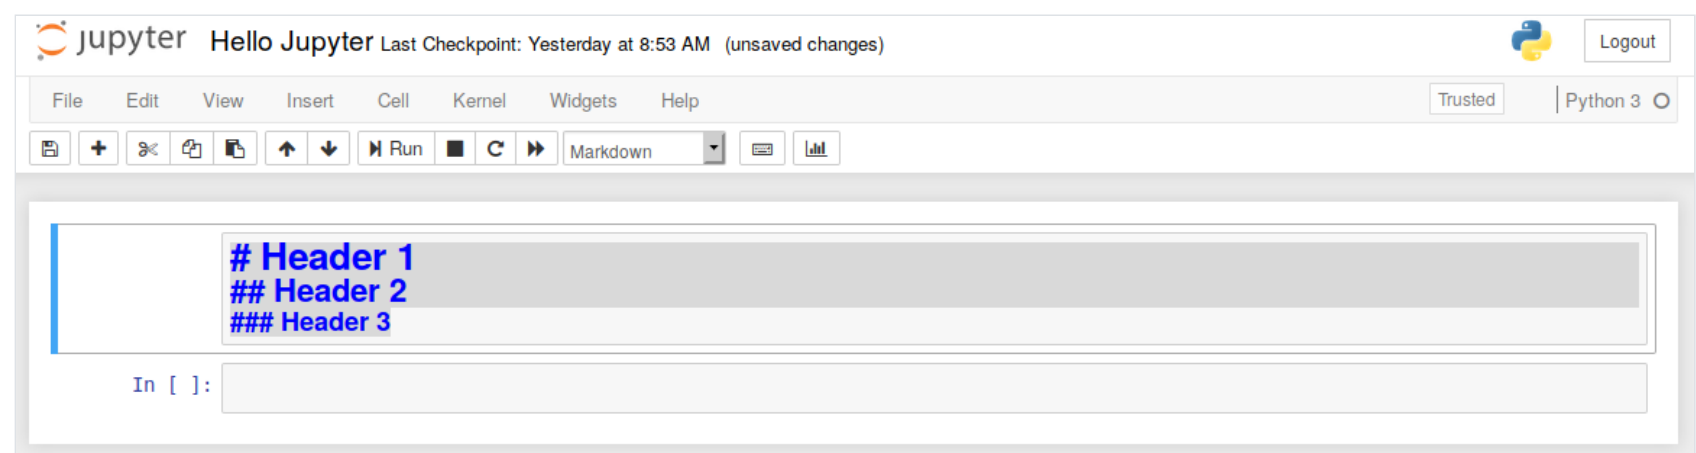 jupyter Hello Jupyter Last Checkpoint: Yesterday at 8:53 AM (unsaved changes) Logout
File Edit View Insert Cell Kernel Widgets Help Trusted Python 3
Run Markdown
# Header 1
## Header 2
### Header 3
In [ ]: